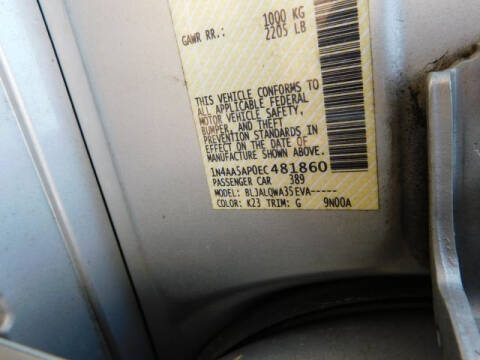 GAWR RR.: 1000 KG
2205 LB
THIS VEHICLE CONFORMS TO
ALL APPLICABLE FEDERAL
MOTOR VEHICLE SAFETY,
BUMPER, AND THEFT
PREVENTION STANDARDS IN
EFFECT ON THE DATE OF
MANUFACTURE SHOWN ABOVE.
1N4AA5AP0EC481860
PASSENGER CAR 389
MODEL: BLJALQWA35EVA-----
COLOR: K23 TRIM: G 9N00A